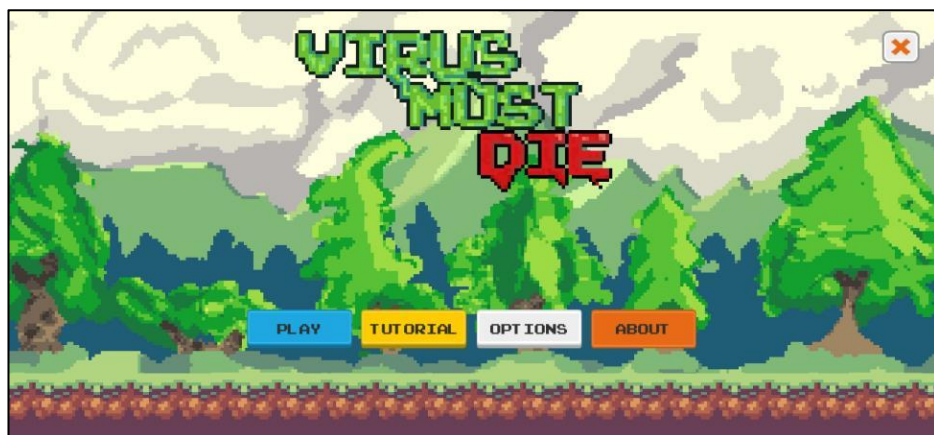 VIRUS
MUST
DIE
PLAY TUTORIAL OPTIONS ABOUT